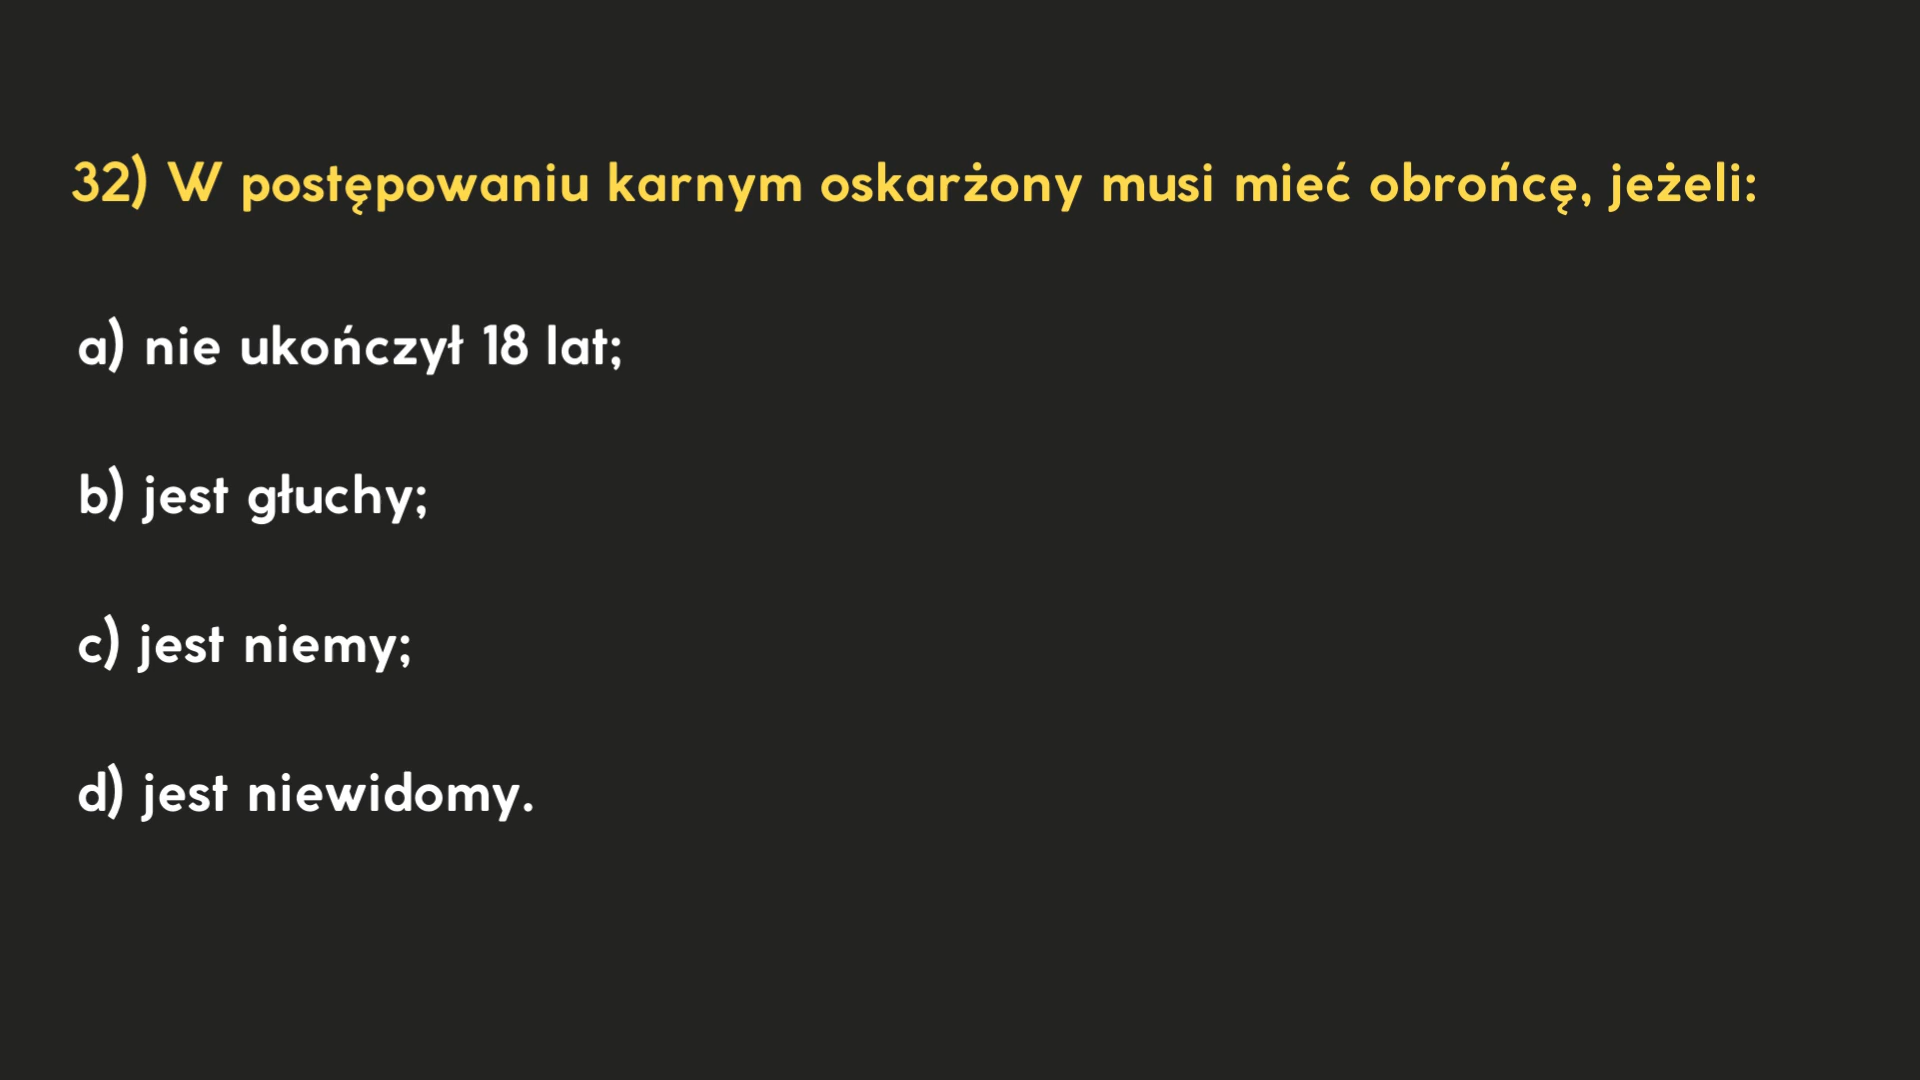 32) W postępowaniu karnym oskarżony musi mieć obrońcę, jeżeli:
a) nie ukończył 18 lat;
b) jest głuchy;
c) jest niemy;
d) jest niewidomy.